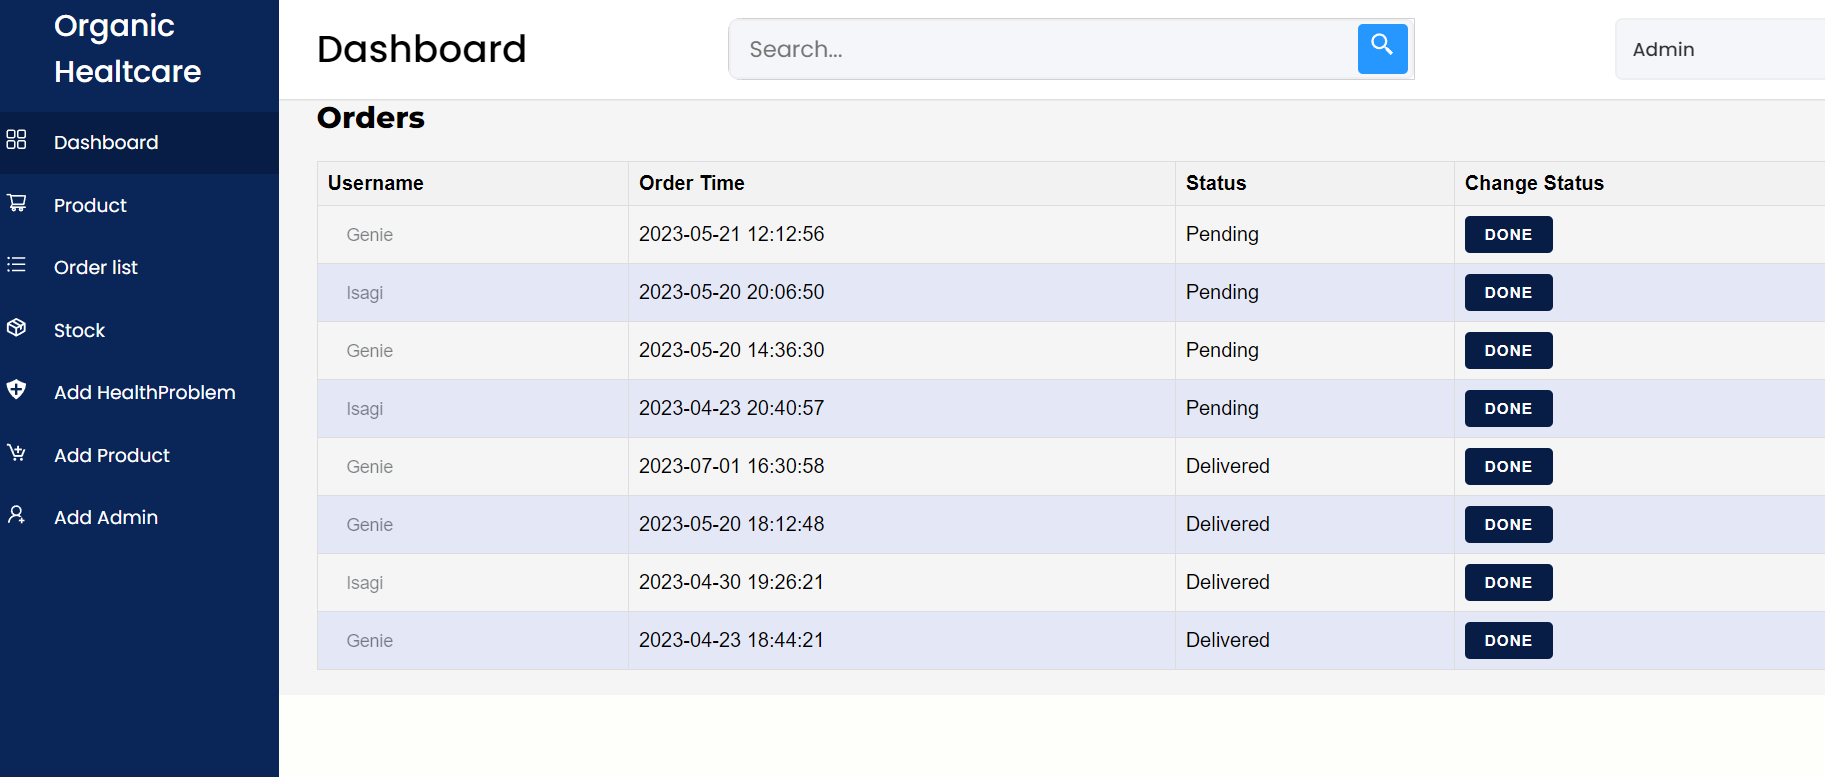 Organic
Healtcare
Dashboard
Product
Order list
Stock
Add HealthProblem
Add Product
Add Admin
Dashboard
Search...
Admin
Orders
Username Order Time Status Change Status
Genie 2023-05-21 12:12:56 Pending DONE
Isagi 2023-05-20 20:06:50 Pending DONE
Genie 2023-05-20 14:36:30 Pending DONE
Isagi 2023-04-23 20:40:57 Pending DONE
Genie 2023-07-01 16:30:58 Delivered DONE
Genie 2023-05-20 18:12:48 Delivered DONE
Isagi 2023-04-30 19:26:21 Delivered DONE
Genie 2023-04-23 18:44:21 Delivered DONE